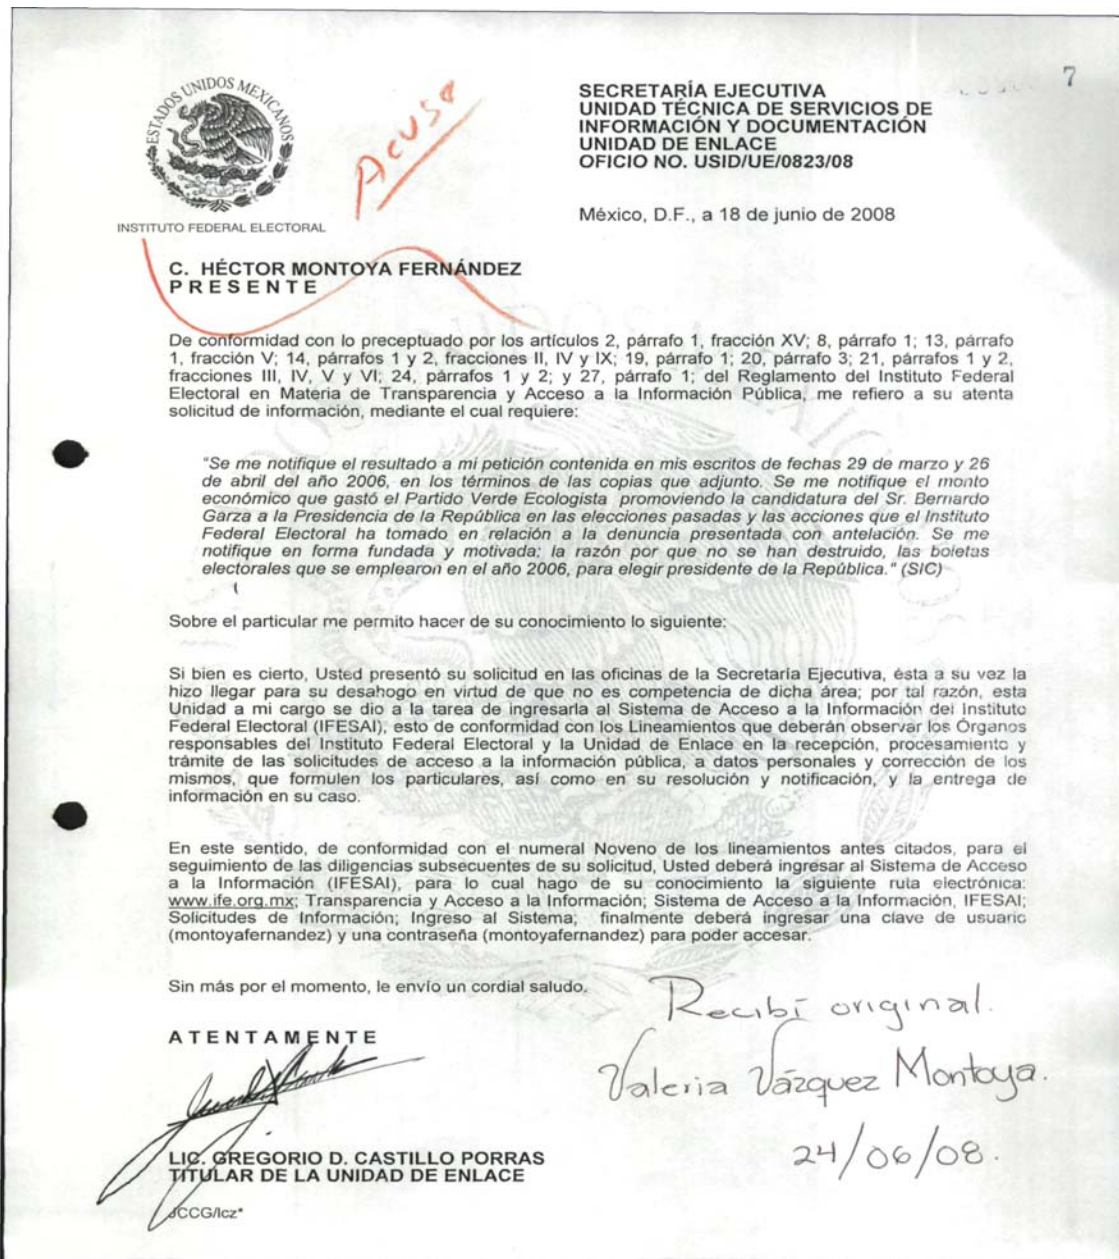 7
ESTADOS UNIDOS MEXICANOS
INSTITUTO FEDERAL ELECTORAL
Acuse
SECRETARÍA EJECUTIVA
UNIDAD TÉCNICA DE SERVICIOS DE
INFORMACIÓN Y DOCUMENTACIÓN
UNIDAD DE ENLACE
OFICIO NO. USID/UE/0823/08
México, D.F., a 18 de junio de 2008
C. HÉCTOR MONTOYA FERNÁNDEZ
P R E S E N T E
De conformidad con lo preceptuado por los artículos 2, párrafo 1, fracción XV; 8, párrafo 1; 13, párrafo
1, fracción V; 14, párrafos 1 y 2, fracciones II, IV y IX; 19, párrafo 1; 20, párrafo 3; 21, párrafos 1 y 2,
fracciones III, IV, V y VI; 24, párrafos 1 y 2; y 27, párrafo 1; del Reglamento del Instituto Federal
Electoral en Materia de Transparencia y Acceso a la Información Pública, me refiero a su atenta
solicitud de información, mediante el cual requiere:
"Se me notifique el resultado a mi petición contenida en mis escritos de fechas 29 de marzo y 26
de abril del año 2006, en los términos de las copias que adjunto. Se me notifique el monto
económico que gastó el Partido Verde Ecologista promoviendo la candidatura del Sr. Bernardo
Garza a la Presidencia de la República en las elecciones pasadas y las acciones que el Instituto
Federal Electoral ha tomado en relación a la denuncia presentada con antelación. Se me
notifique en forma fundada y motivada; la razón por que no se han destruido, las boletas
electorales que se emplearon en el año 2006, para elegir presidente de la República." (SIC)
Sobre el particular me permito hacer de su conocimiento lo siguiente:
Si bien es cierto, Usted presentó su solicitud en las oficinas de la Secretaría Ejecutiva, ésta a su vez la
hizo llegar para su desahogo en virtud de que no es competencia de dicha área; por tal razón, esta
Unidad a mi cargo se dio a la tarea de ingresarla al Sistema de Acceso a la Información del Instituto
Federal Electoral (IFESAI), esto de conformidad con los Lineamientos que deberán observar los Órganos
responsables del Instituto Federal Electoral y la Unidad de Enlace en la recepción, procesamiento y
trámite de las solicitudes de acceso a la información pública, a datos personales y corrección de los
mismos, que formulen los particulares, así como en su resolución y notificación, y la entrega de
información en su caso.
En este sentido, de conformidad con el numeral Noveno de los lineamientos antes citados, para el
seguimiento de las diligencias subsecuentes de su solicitud, Usted deberá ingresar al Sistema de Acceso
a la Información (IFESAI), para lo cual hago de su conocimiento la siguiente ruta electrónica:
www.ife.org.mx; Transparencia y Acceso a la Información; Sistema de Acceso a la Información, IFESAI;
Solicitudes de Información; Ingreso al Sistema; finalmente deberá ingresar una clave de usuario
(montoyafernandez) y una contraseña (montoyafernandez) para poder accesar.
Sin más por el momento, le envío un cordial saludo.
A T E N T A M E N T E
LIC. GREGORIO D. CASTILLO PORRAS
TITULAR DE LA UNIDAD DE ENLACE
JCCG/lcz*
Recibí original.
Valeria Vázquez Montoya.
24/06/08.